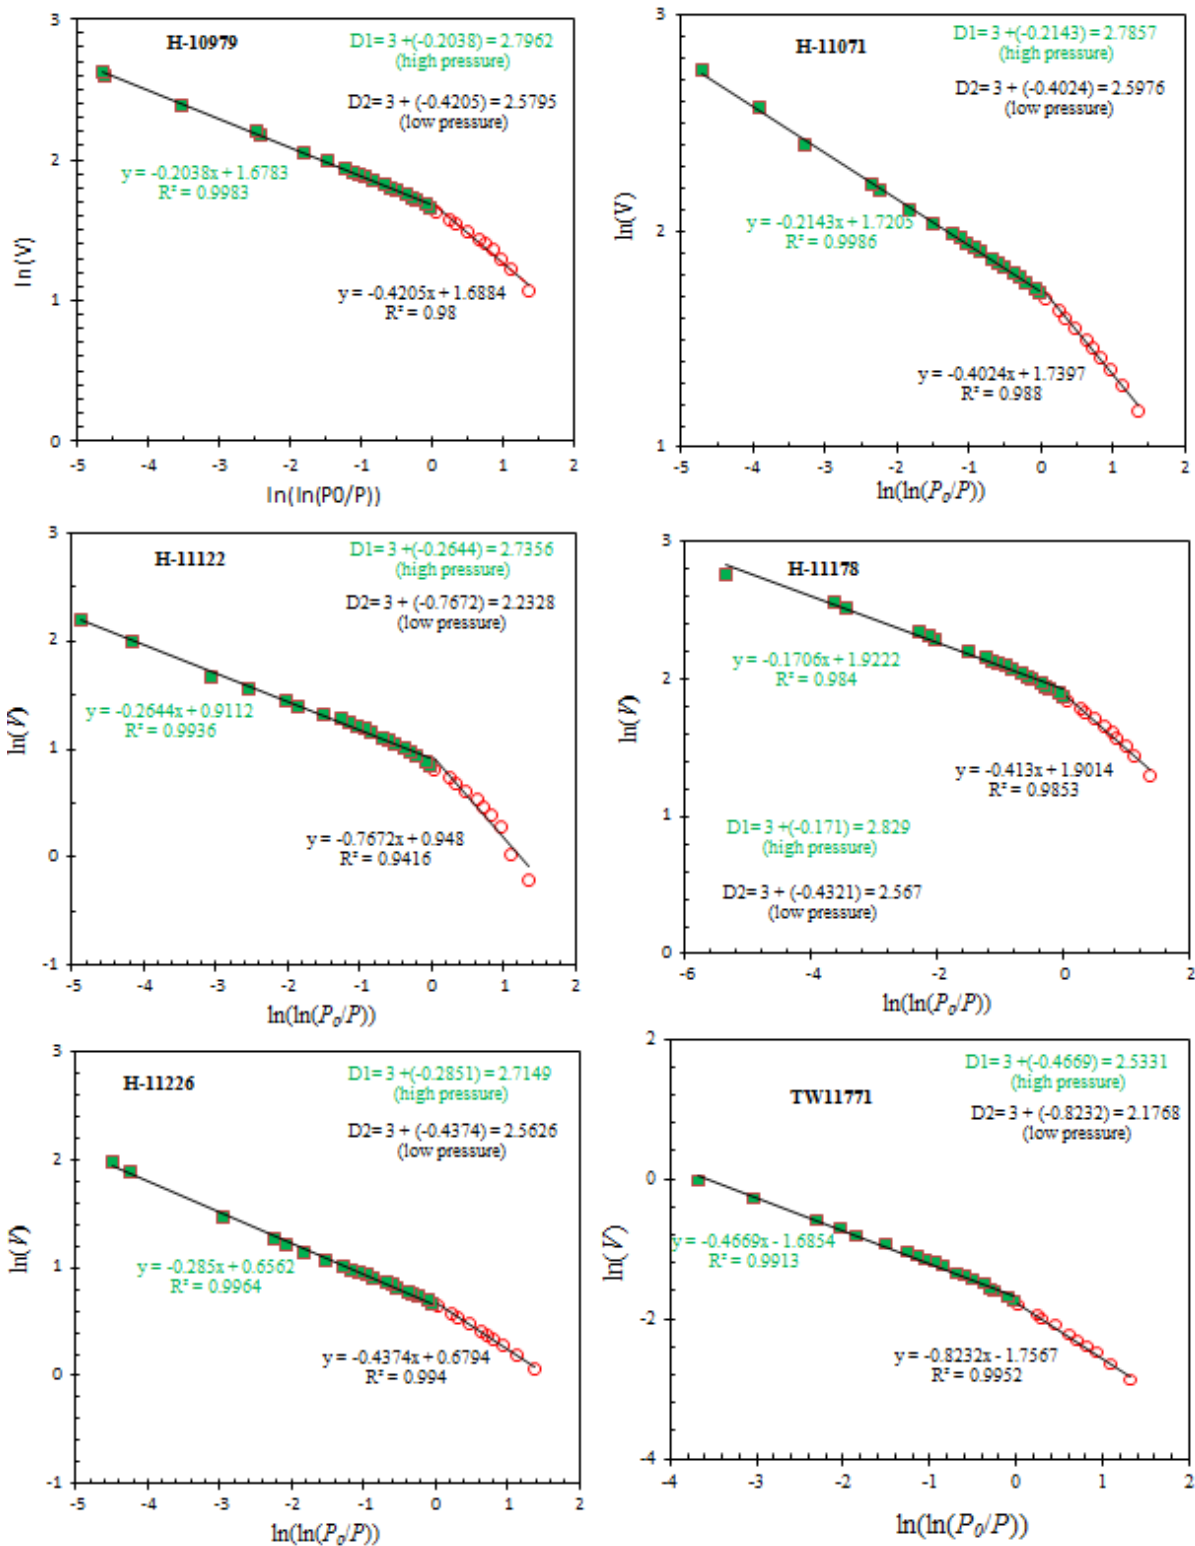 H-10979
D1= 3 +(-0.2038) = 2.7962
(high pressure)
D2= 3 + (-0.4205) = 2.5795
(low pressure)
y = -0.2038x + 1.6783
R² = 0.9983
y = -0.4205x + 1.6884
R² = 0.98
ln(V)
3
2
1
0
-5 -4 -3 -2 -1 0 1 2
ln(ln(P0/P))
H-11071
D1= 3 +(-0.2143) = 2.7857
(high pressure)
D2= 3 + (-0.4024) = 2.5976
(low pressure)
y = -0.2143x + 1.7205
R² = 0.9986
y = -0.4024x + 1.7397
R² = 0.988
ln(V)
3
2
1
-5 -4 -3 -2 -1 0 1 2
ln(ln(P0/P))
H-11122
D1= 3 +(-0.2644) = 2.7356
(high pressure)
D2= 3 + (-0.7672) = 2.2328
(low pressure)
y = -0.2644x + 0.9112
R² = 0.9936
y = -0.7672x + 0.948
R² = 0.9416
ln(V)
3
2
1
0
-1
-5 -4 -3 -2 -1 0 1 2
ln(ln(P0/P))
H-11178
y = -0.1706x + 1.9222
R² = 0.984
y = -0.413x + 1.9014
R² = 0.9853
D1= 3 +(-0.171) = 2.829
(high pressure)
D2= 3 + (-0.4321) = 2.567
(low pressure)
ln(V)
3
2
1
0
-6 -4 -2 0 2
ln(ln(P0/P))
H-11226
D1= 3 +(-0.2851) = 2.7149
(high pressure)
D2= 3 + (-0.4374) = 2.5626
(low pressure)
y = -0.285x + 0.6562
R² = 0.9964
y = -0.4374x + 0.6794
R² = 0.994
ln(V)
3
2
1
0
-1
-5 -4 -3 -2 -1 0 1 2
ln(ln(P0/P))
TW11771
D1= 3 +(-0.4669) = 2.5331
(high pressure)
D2= 3 + (-0.8232) = 2.1768
(low pressure)
y = -0.4669x - 1.6854
R² = 0.9913
y = -0.8232x - 1.7567
R² = 0.9952
ln(V)
2
0
-2
-4
-4 -3 -2 -1 0 1 2
ln(ln(P0/P))